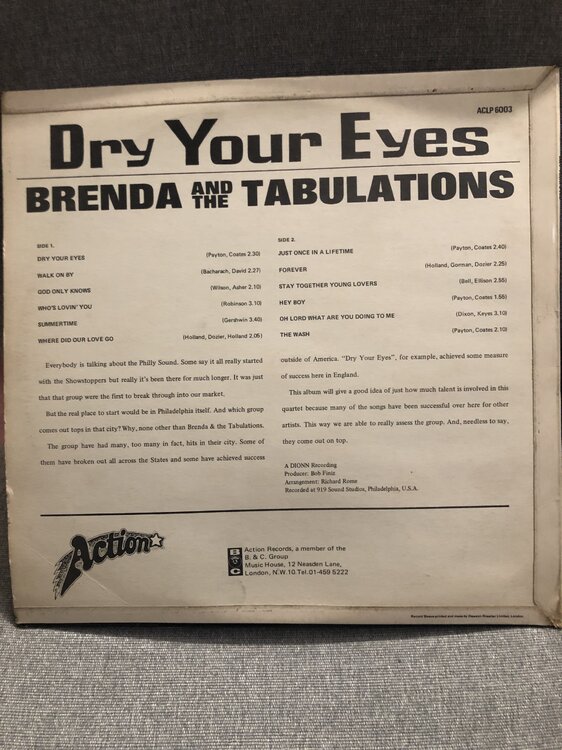 ACLP 6003
Dry Your Eyes
BRENDA AND THE TABULATIONS
SIDE 1.
DRY YOUR EYES (Payton, Coates 2.30)
WALK ON BY (Bacharach, David 2.27)
GOD ONLY KNOWS (Wilson, Asher 2.10)
WHO'S LOVIN' YOU (Robinson 3.10)
SUMMERTIME (Gershwin 3.40)
WHERE DID OUR LOVE GO (Holland, Dozier, Holland 2.05)
SIDE 2.
JUST ONCE IN A LIFETIME (Payton, Coates 2.40)
FOREVER (Holland, Gorman, Dozier 2.25)
STAY TOGETHER YOUNG LOVERS (Bell, Ellison 2.55)
HEY BOY (Payton, Coates 1.55)
OH LORD WHAT ARE YOU DOING TO ME (Dixon, Keyes 3.10)
THE WASH (Payton, Coates 2.10)
Everybody is talking about the Philly Sound. Some say it all really started
with the Showstoppers but really it's been there for much longer. It was just
that that group were the first to break through into our market.
But the real place to start would be in Philadelphia itself. And which group
comes out tops in that city? Why, none other than Brenda & the Tabulations.
The group have had many, too many in fact, hits in their city. Some of
them have broken out all across the States and some have achieved success
outside of America. "Dry Your Eyes", for example, achieved some measure
of success here in England.
This album will give a good idea of just how much talent is involved in this
quartet because many of the songs have been successful over here for other
artists. This way we are able to really assess the group. And, needless to say,
they come out on top.
A DIONN Recording
Producer: Bob Finiz
Arrangement: Richard Rome
Recorded at 919 Sound Studios, Philadelphia, U.S.A.
Action
B AND C
Action Records, a member of the
B. & C. Group
Music House, 12 Neasden Lane,
London, N.W.10. Tel. 01-459 5222
Record Sleeve printed and made by Howson-Rossiter Limited, London